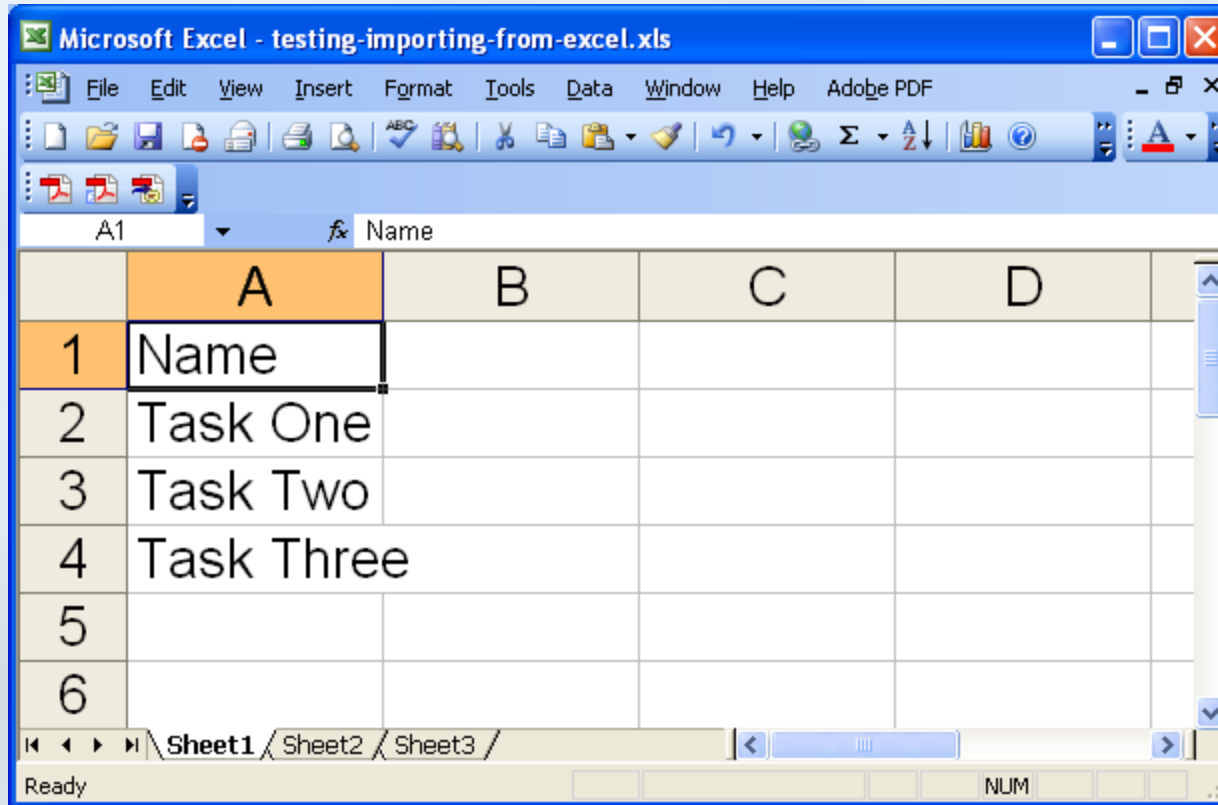 Microsoft Excel - testing-importing-from-excel.xls
File Edit View Insert Format Tools Data Window Help Adobe PDF
ABC Σ A Z A
A1 fx Name
A B C D
1 Name
2 Task One
3 Task Two
4 Task Three
5
6
Sheet1 Sheet2 Sheet3
Ready NUM